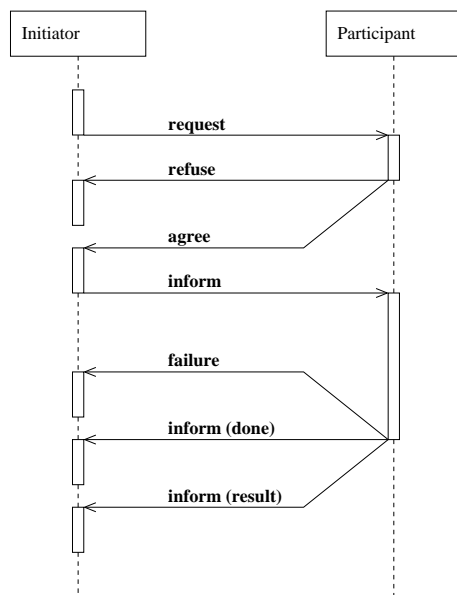 Initiator
Participant
request
refuse
agree
inform
failure
inform (done)
inform (result)